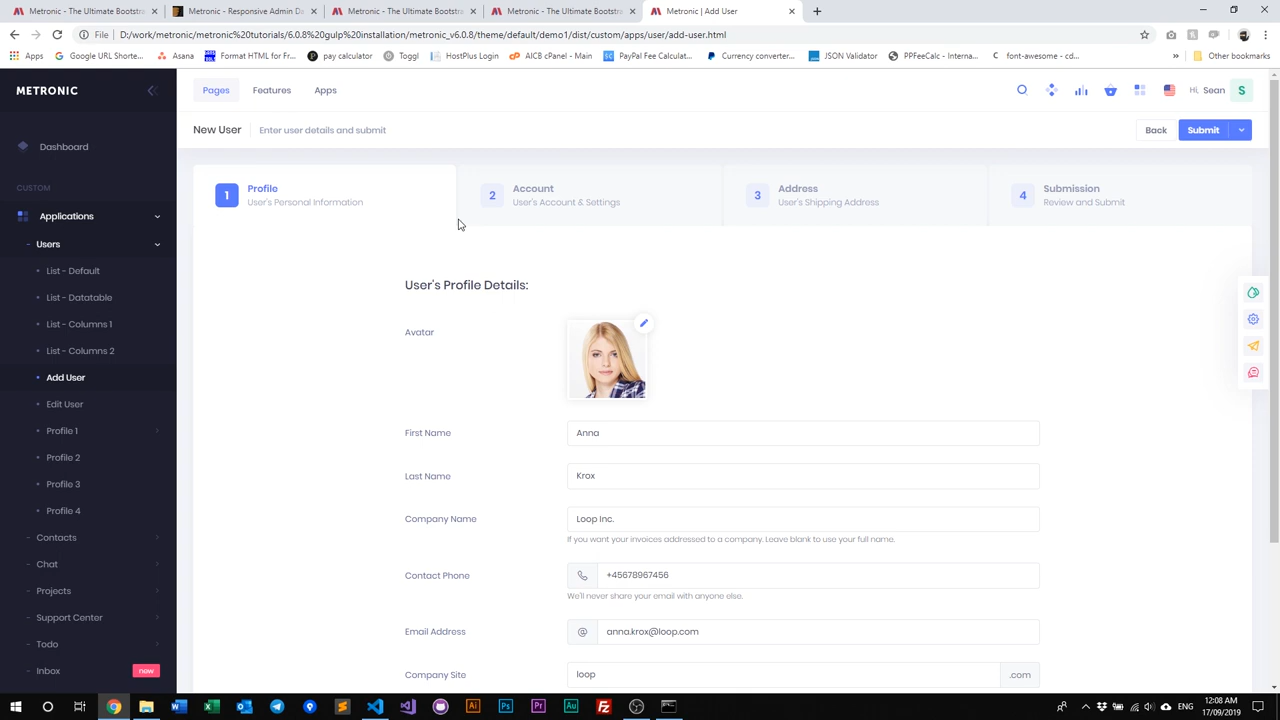 Metronic - The Ultimate Bootstra
Metronic - Responsive Admin Da
Metronic - The Ultimate Bootstra
Metronic - The Ultimate Bootstra
Metronic | Add User
File
D:/work/metronic/metronic tutorials/6.0.8 gulp installation/metronic_v6.0.8/theme/default/demo1/dist/custom/apps/user/add-user.html
Apps
Google URL Shorte...
Asana
Format HTML for Fr...
pay calculator
Toggl
HostPlus Login
AICB cPanel - Main
PayPal Fee Calculat...
Currency converte...
JSON Validator
PPFeeCalc - Interna...
font-awesome - cd...
»
Other bookmarks
METRONIC
Pages
Features
Apps
Hi, Sean
S
New User
Enter user details and submit
Back
Submit
Dashboard
CUSTOM
Applications
Users
List - Default
List - Datatable
List - Columns 1
List - Columns 2
Add User
Edit User
Profile 1
Profile 2
Profile 3
Profile 4
Contacts
Chat
Projects
Support Center
Todo
Inbox
new
1
Profile
User's Personal Information
2
Account
User's Account & Settings
3
Address
User's Shipping Address
4
Submission
Review and Submit
User's Profile Details:
Avatar
First Name
Anna
Last Name
Krox
Company Name
Loop Inc.
If you want your invoices addressed to a company. Leave blank to use your full name.
Contact Phone
+45678967456
We'll never share your email with anyone else.
Email Address
@
anna.krox@loop.com
Company Site
loop
.com
ENG
12:08 AM
17/09/2019